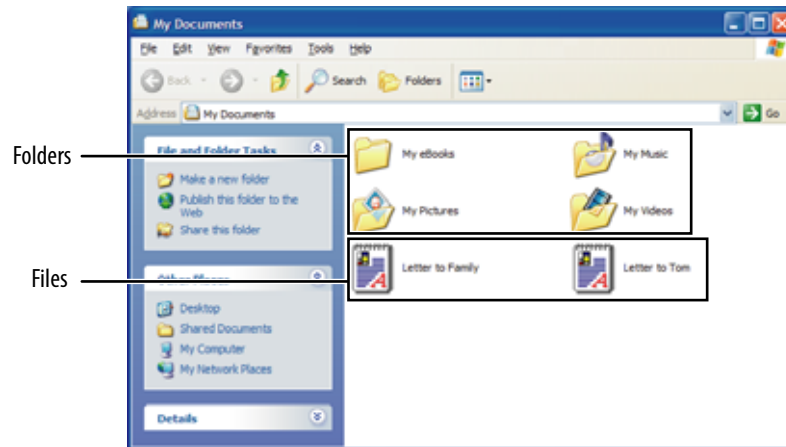 My Documents
File Edit View Favorites Tools Help
Back Search Folders
Address My Documents Go
Folders
File and Folder Tasks
Make a new folder
Publish this folder to the
Web
Share this folder
My eBooks My Music
My Pictures My Videos
Files
Letter to Family Letter to Tom
Other Places
Desktop
Shared Documents
My Computer
My Network Places
Details